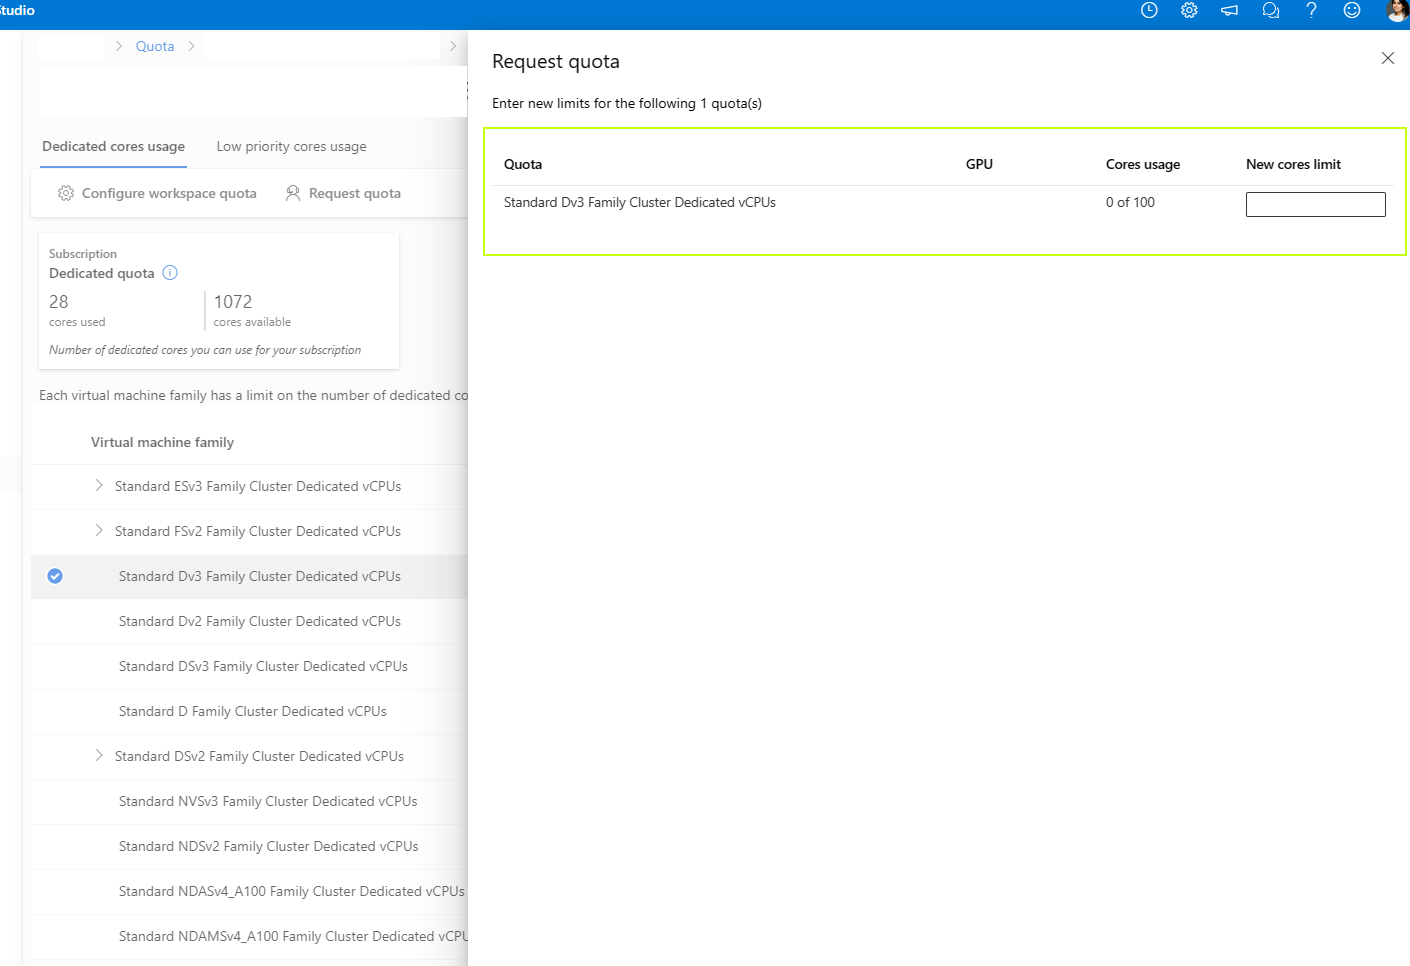 Studio
Quota
Dedicated cores usage
Low priority cores usage
Configure workspace quota
Request quota
Subscription
Dedicated quota
28
cores used
1072
cores available
Number of dedicated cores you can use for your subscription
Each virtual machine family has a limit on the number of dedicated co
Virtual machine family
Standard ESv3 Family Cluster Dedicated vCPUs
Standard FSv2 Family Cluster Dedicated vCPUs
Standard Dv3 Family Cluster Dedicated vCPUs
Standard Dv2 Family Cluster Dedicated vCPUs
Standard DSv3 Family Cluster Dedicated vCPUs
Standard D Family Cluster Dedicated vCPUs
Standard DSv2 Family Cluster Dedicated vCPUs
Standard NVSv3 Family Cluster Dedicated vCPUs
Standard NDSv2 Family Cluster Dedicated vCPUs
Standard NDASv4_A100 Family Cluster Dedicated vCPUs
Standard NDAMSv4_A100 Family Cluster Dedicated vCPU
Request quota
Enter new limits for the following 1 quota(s)
Quota GPU Cores usage New cores limit
Standard Dv3 Family Cluster Dedicated vCPUs 0 of 100